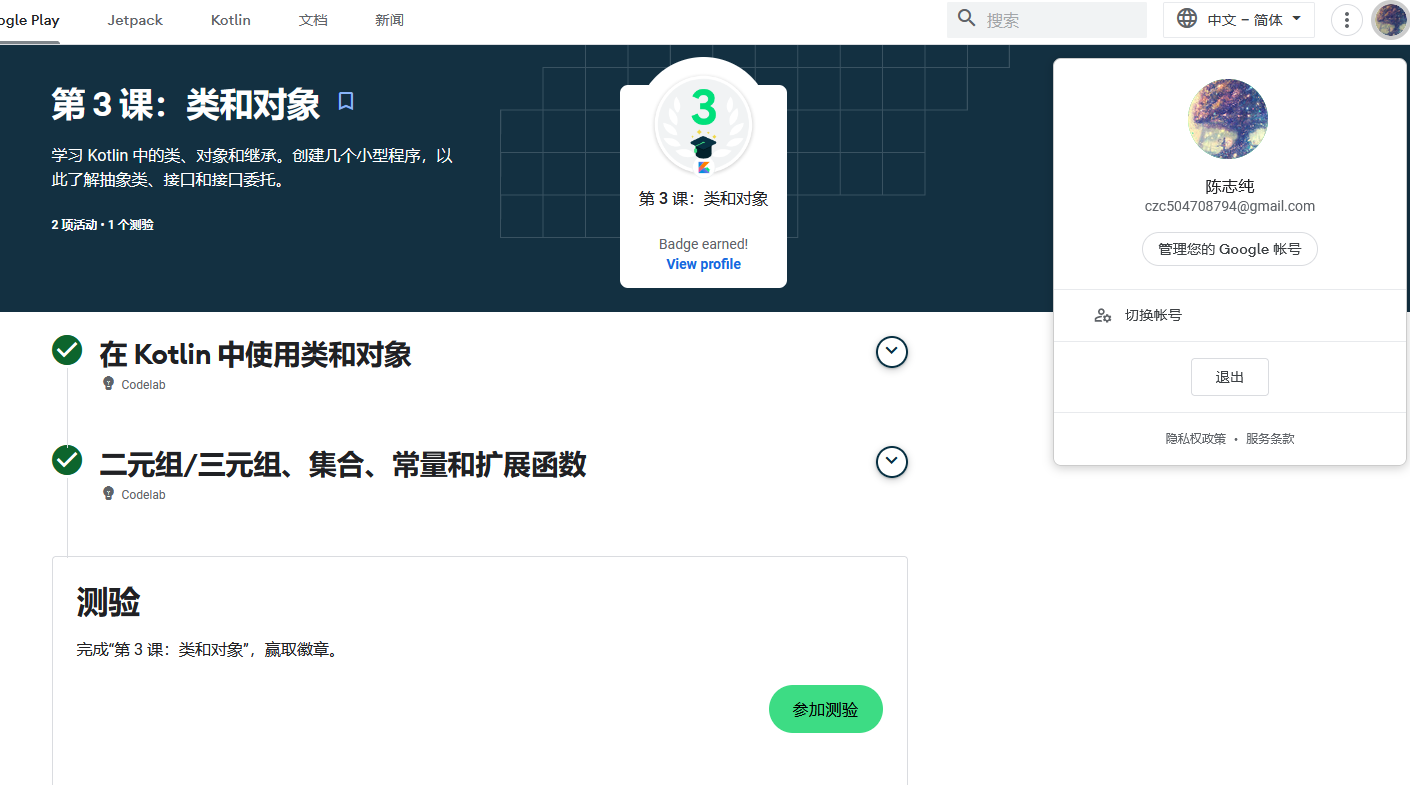 ogle Play
Jetpack
Kotlin
文档
新闻
搜索
中文 – 简体
第 3 课：类和对象
学习 Kotlin 中的类、对象和继承。创建几个小型程序，以
此了解抽象类、接口和接口委托。
2 项活动 • 1 个测验
3
第 3 课：类和对象
Badge earned!
View profile
陈志纯
czc504708794@gmail.com
管理您的 Google 帐号
切换帐号
退出
隐私权政策 • 服务条款
在 Kotlin 中使用类和对象
Codelab
二元组/三元组、集合、常量和扩展函数
Codelab
测验
完成“第 3 课：类和对象”，赢取徽章。
参加测验